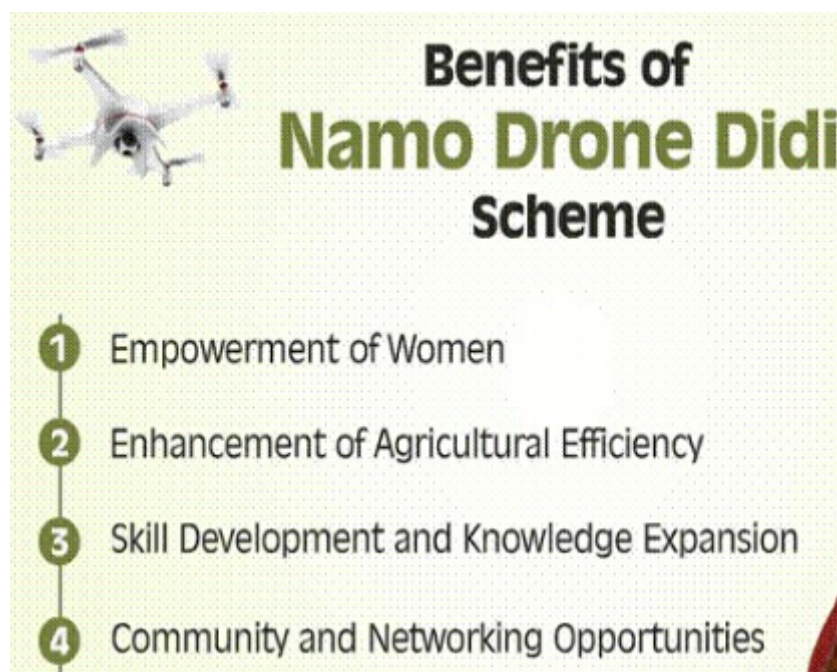 Benefits of
Namo Drone Didi
Scheme
1 Empowerment of Women
2 Enhancement of Agricultural Efficiency
3 Skill Development and Knowledge Expansion
4 Community and Networking Opportunities